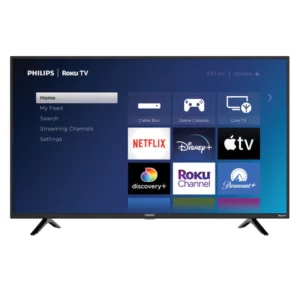 PHILIPS | Roku TV
Home
My Feed
Search
Streaming Channels
Settings
Cable Box
Game Console
Live TV
NETFLIX
Disney+
tv
discovery+
Roku
Channel
Paramount+